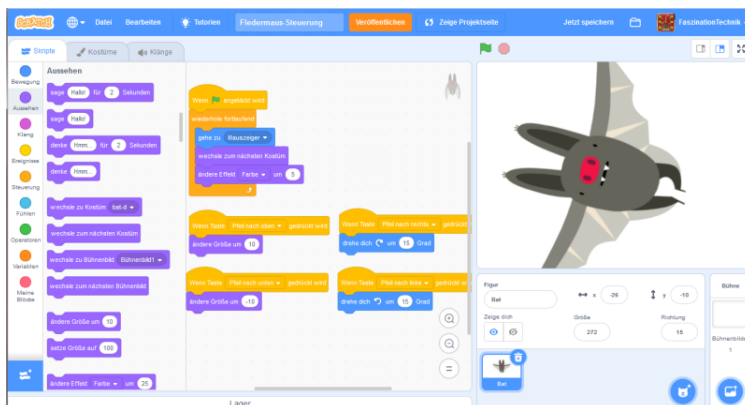 SCRATCH Datei Bearbeiten Tutorien Fledermaus-Steuerung Veröffentlichen Zeige Projektseite Jetzt speichern FaszinationTechnik
Skripte Kostüme Klänge
Bewegung
Aussehen
Klang
Ereignisse
Steuerung
Fühlen
Operatoren
Variablen
Meine
Blöcke
Aussehen
sage Hallo! für 2 Sekunden
sage Hallo!
denke Hmm... für 2 Sekunden
denke Hmm...
wechsle zu Kostüm bat-d
wechsle zum nächsten Kostüm
wechsle zu Bühnenbild Bühnenbild1
wechsle zum nächsten Bühnenbild
ändere Größe um 10
setze Größe auf 100
ändere Effekt Farbe um 25
Wenn angeklickt wird
wiederhole fortlaufend
gehe zu Mauszeiger
wechsle zum nächsten Kostüm
ändere Effekt Farbe um 5
Wenn Taste Pfeil nach oben gedrückt wird
ändere Größe um 10
Wenn Taste Pfeil nach rechts gedrückt w
drehe dich um 15 Grad
Wenn Taste Pfeil nach unten gedrückt wird
ändere Größe um -10
Wenn Taste Pfeil nach links gedrückt w
drehe dich um 15 Grad
Figur
Bat
x -26
y -10
Zeige dich
Größe
272
Richtung
15
Bat
Bühne
Bühnenbilde
1
Lager